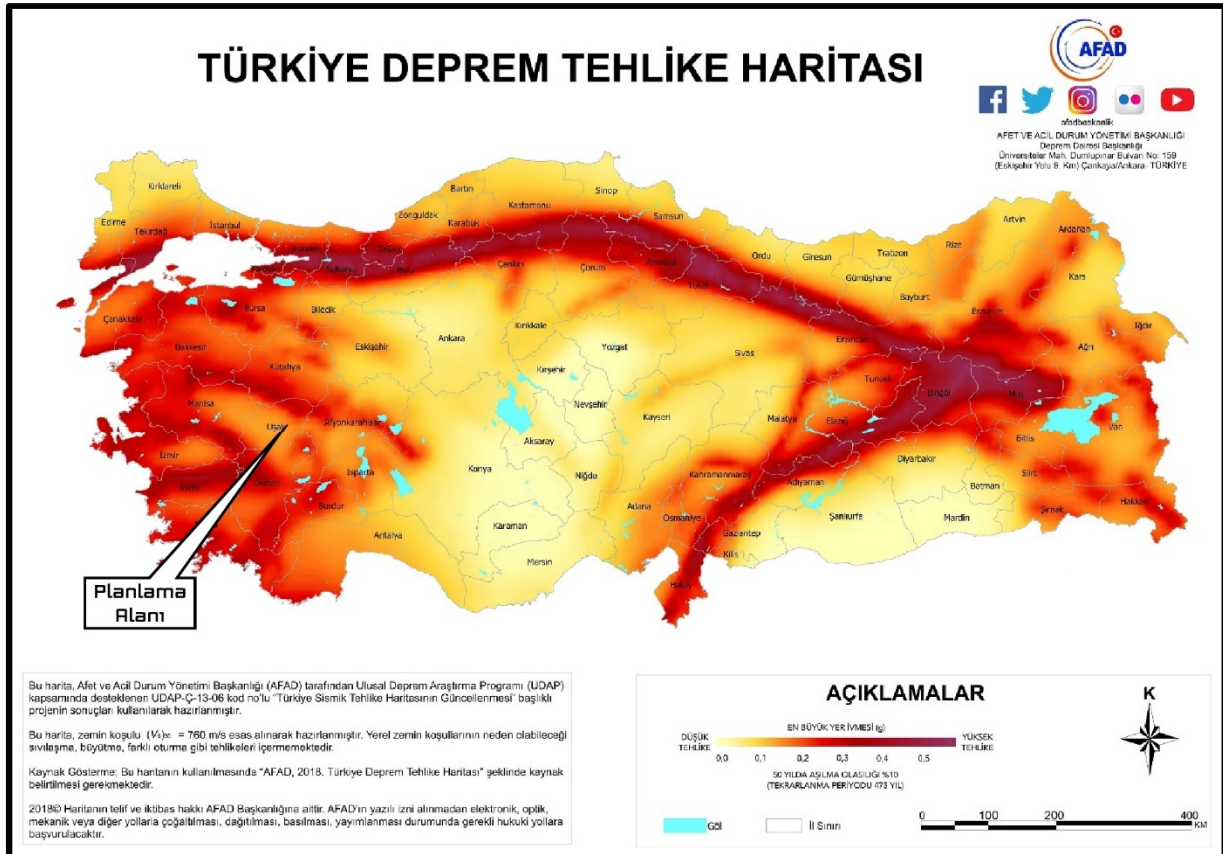 TÜRKİYE DEPREM TEHLİKE HARİTASI
AFAD
afadbaskanlik
AFET VE ACİL DURUM YÖNETİMİ BAŞKANLIĞI
Deprem Dairesi Başkanlığı
Üniversiteler Mah. Dumlupınar Bulvarı No: 159
(Eskişehir Yolu 9. Km) Çankaya/Ankara- TÜRKİYE
Kırklareli
Edirne
Tekirdağ
İstanbul
Zonguldak
Bartın
Karabük
Kastamonu
Sinop
Samsun
Ordu
Giresun
Trabzon
Rize
Artvin
Ardahan
Kars
Gümüşhane
Bayburt
Erzurum
Iğdır
Ağrı
Çankırı
Çorum
Amasya
Tokat
Bolu
Çanakkale
Bursa
Bilecik
Balıkesir
Kütahya
Eskişehir
Ankara
Kırıkkale
Kırşehir
Yozgat
Sivas
Erzincan
Tunceli
Bingöl
Muş
Van
Bitlis
Manisa
Uşak
Afyonkarahisar
Nevşehir
Kayseri
Malatya
Elazığ
İzmir
Aydın
Denizli
Isparta
Burdur
Konya
Aksaray
Niğde
Kahramanmaraş
Adıyaman
Diyarbakır
Batman
Siirt
Şırnak
Hakkari
Antalya
Karaman
Mersin
Adana
Osmaniye
Gaziantep
Kilis
Şanlıurfa
Mardin
Hatay
Planlama
Alanı
Bu harita, Afet ve Acil Durum Yönetimi Başkanlığı (AFAD) tarafından Ulusal Deprem Araştırma Programı (UDAP)
kapsamında desteklenen UDAP-Ç-13-06 kod no'lu "Türkiye Sismik Tehlike Haritasının Güncellenmesi" başlıklı
projenin sonuçları kullanılarak hazırlanmıştır.
Bu harita, zemin koşulu (Vs)30 = 760 m/s esas alınarak hazırlanmıştır. Yerel zemin koşullarının neden olabileceği
sıvılaşma, büyütme, farklı oturma gibi tehlikeleri içermemektedir.
Kaynak Gösterme; Bu haritanın kullanılmasında "AFAD, 2018. Türkiye Deprem Tehlike Haritası" şeklinde kaynak
belirtilmesi gerekmektedir.
2018© Haritanın telif ve iktibas hakkı AFAD Başkanlığına aittir. AFAD'ın yazılı izni alınmadan elektronik, optik,
mekanik veya diğer yollarla çoğaltılması, dağıtılması, basılması, yayımlanması durumunda gerekli hukuki yollara
başvurulacaktır.
AÇIKLAMALAR
EN BÜYÜK YER İVMESİ (g)
DÜŞÜK TEHLİKE
YÜKSEK TEHLİKE
0,0 0,1 0,2 0,3 0,4 0,5
50 YILDA AŞILMA OLASILIĞI %10
(TEKRARLANMA PERİYODU 475 YIL)
Göl
İl Sınırı
K
0 100 200 400
KM